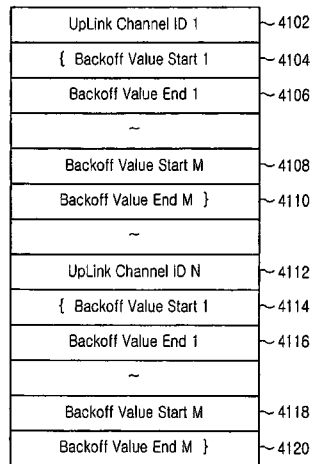 UpLink Channel ID 1 ~ 4102
{ Backoff Value Start 1 ~ 4104
Backoff Value End 1 ~ 4106
~
Backoff Value Start M ~ 4108
Backoff Value End M } ~ 4110
~
UpLink Channel ID N ~ 4112
{ Backoff Value Start 1 ~ 4114
Backoff Value End 1 ~ 4116
~
Backoff Value Start M ~ 4118
Backoff Value End M } ~ 4120